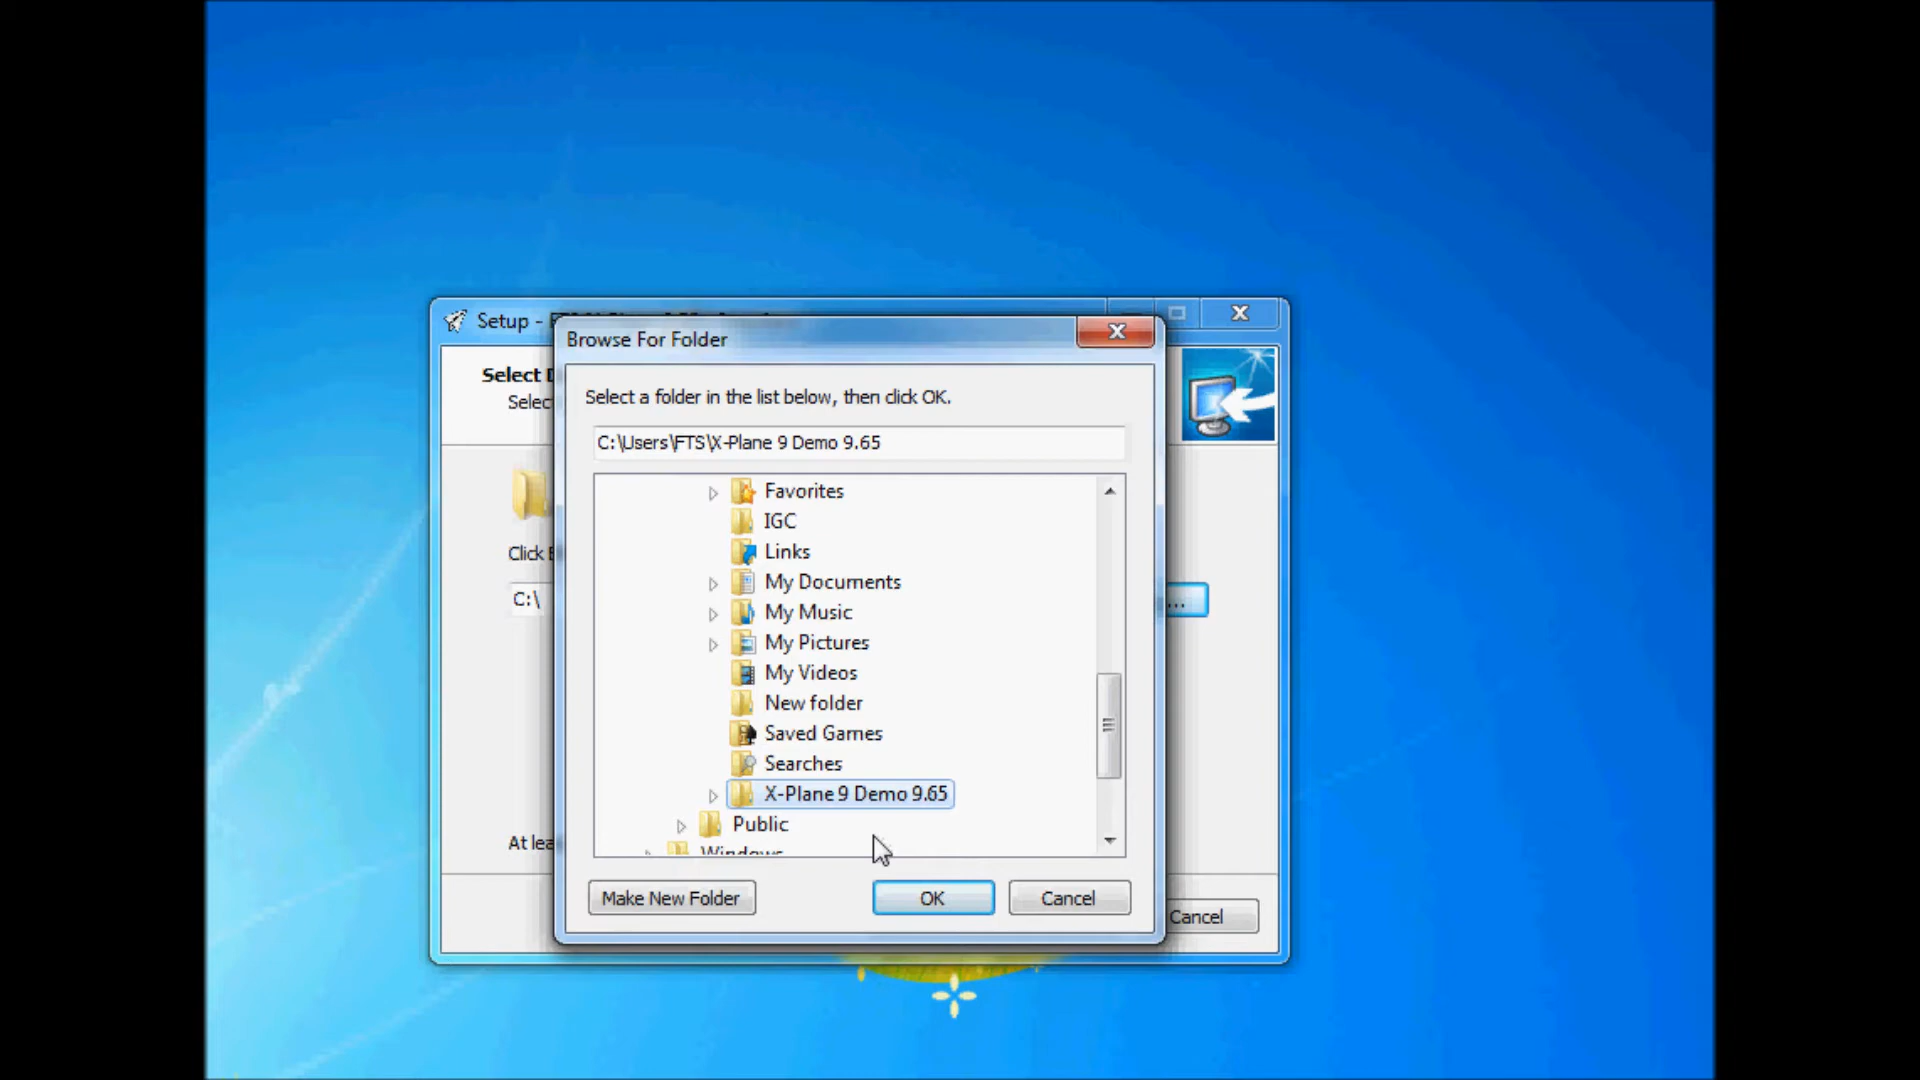 Setup -
Browse For Folder
Select
Selec
Select a folder in the list below, then click OK.
C:\Users\FTS\X-Plane 9 Demo 9.65
Favorites
IGC
Links
Click
My Documents
C:\
...
My Music
My Pictures
My Videos
New folder
Saved Games
Searches
X-Plane 9 Demo 9.65
Public
At lea
Windows
Make New Folder
OK
Cancel
Cancel